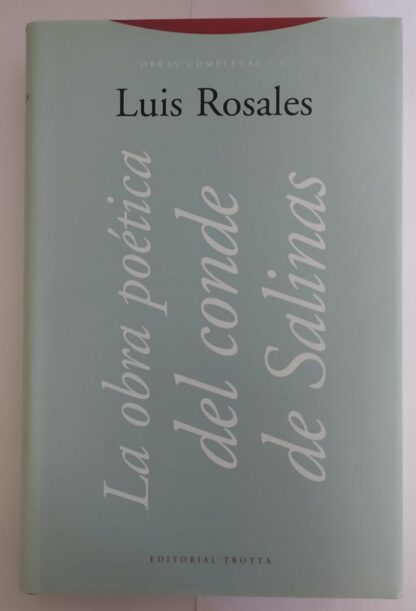 OBRAS COMPLETAS / V
Luis Rosales
La obra poética
del conde
de Salinas
EDITORIAL TROTTA